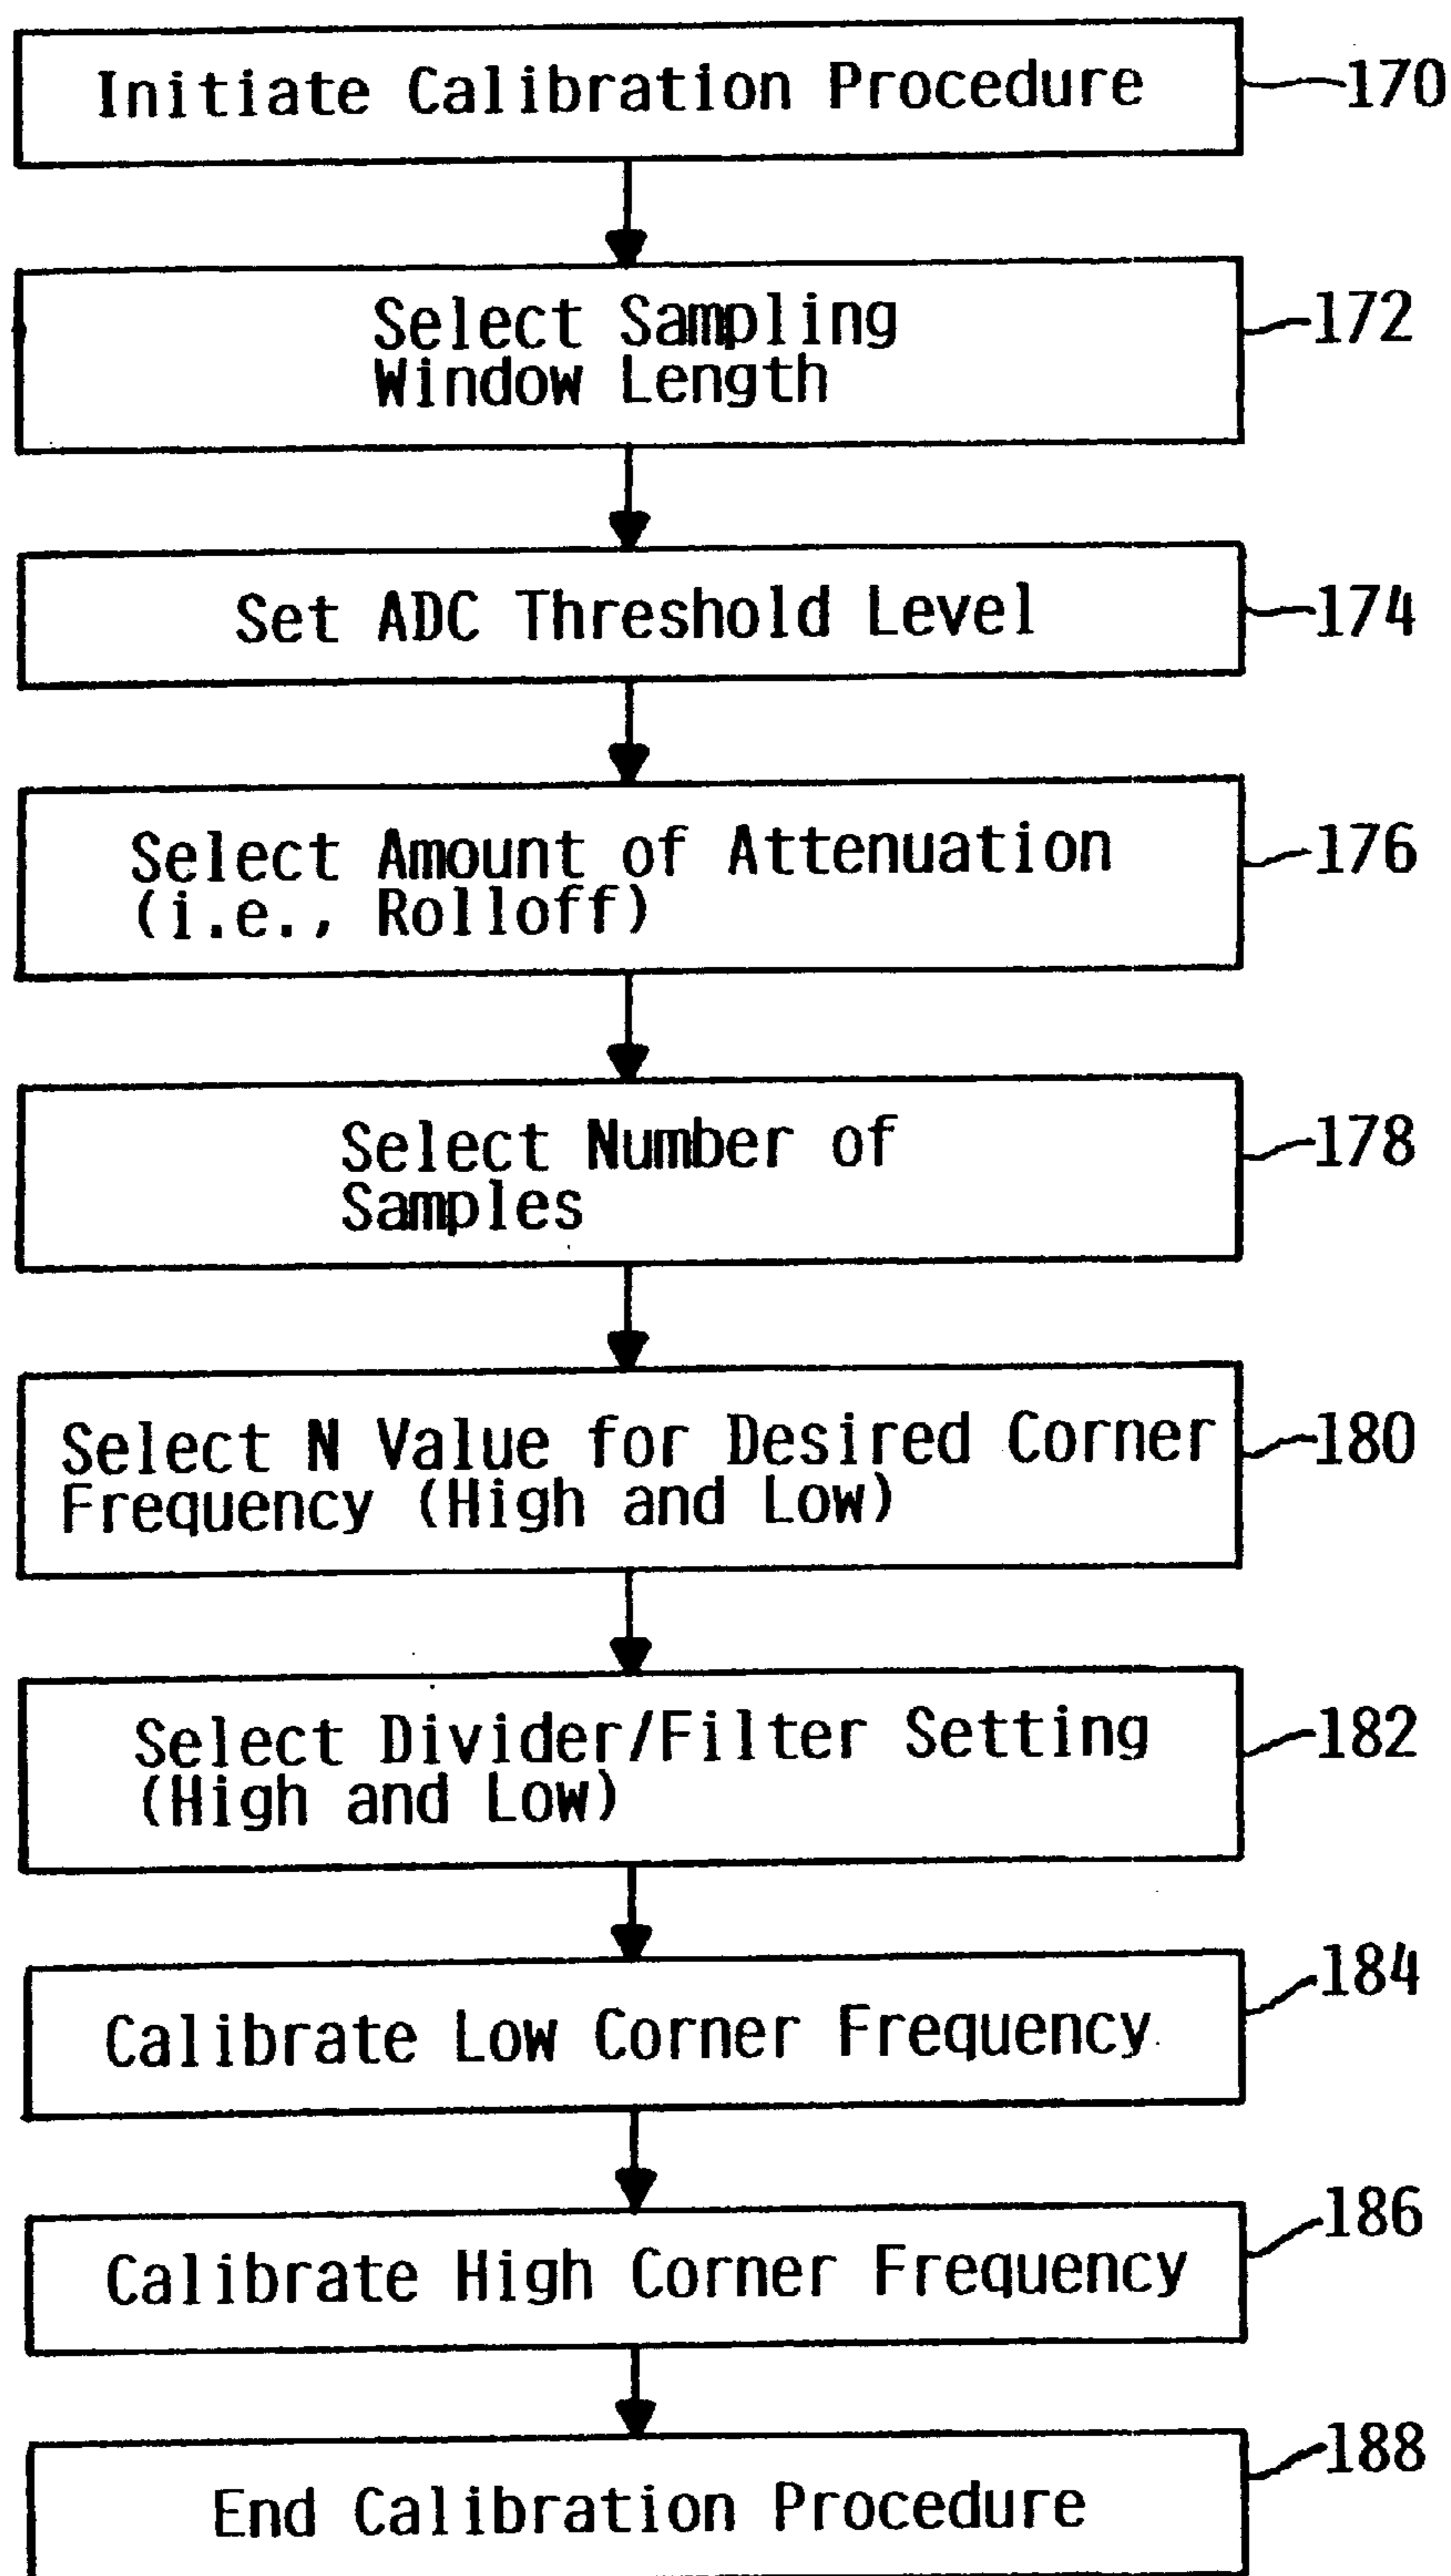 Initiate Calibration Procedure
170
Select Sampling
Window Length
172
Set ADC Threshold Level
174
Select Amount of Attenuation
(i.e., Rolloff)
176
Select Number of
Samples
178
Select N Value for Desired Corner
Frequency (High and Low)
180
Select Divider/Filter Setting
(High and Low)
182
Calibrate Low Corner Frequency
184
Calibrate High Corner Frequency
186
End Calibration Procedure
188